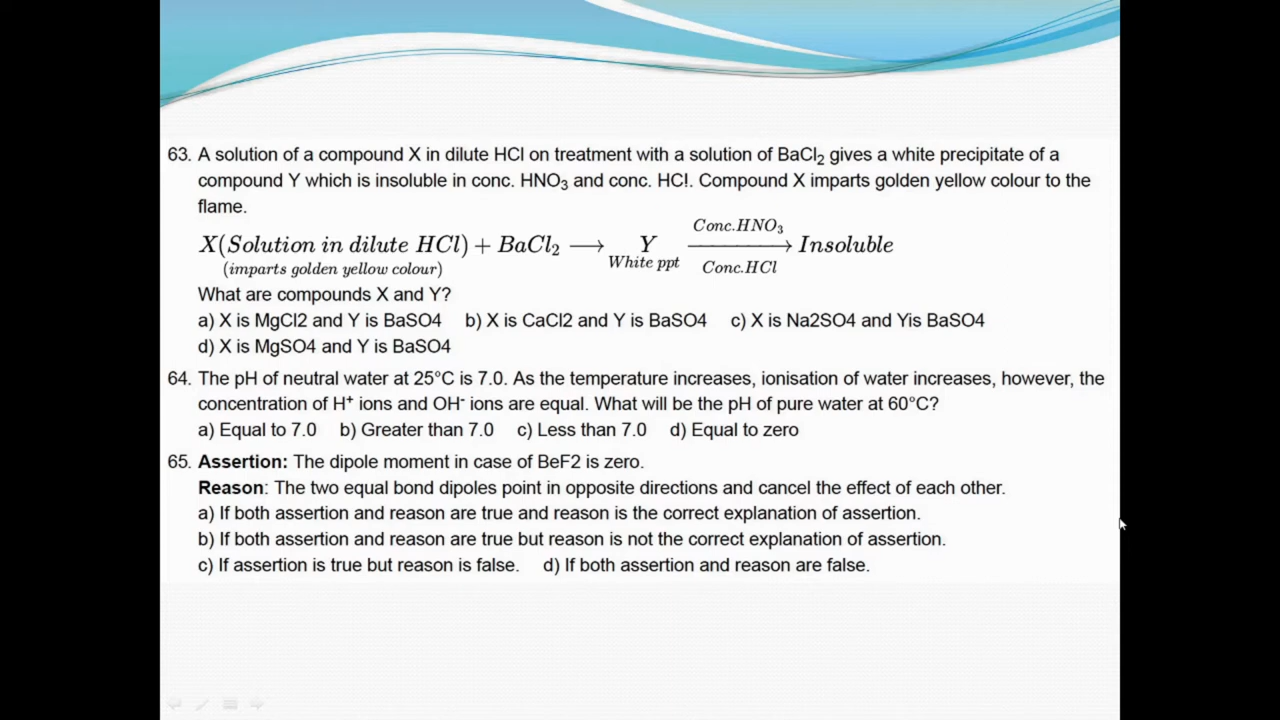 63. A solution of a compound X in dilute HCl on treatment with a solution of BaCl₂ gives a white precipitate of a
compound Y which is insoluble in conc. HNO₃ and conc. HC!. Compound X imparts golden yellow colour to the
flame.
X(Solution in dilute HCl) + BaCl₂ ⟶ Y Conc.HNO₃ ⟶ Insoluble
(imparts golden yellow colour) White ppt Conc.HCl
What are compounds X and Y?
a) X is MgCl2 and Y is BaSO4 b) X is CaCl2 and Y is BaSO4 c) X is Na2SO4 and Yis BaSO4
d) X is MgSO4 and Y is BaSO4
64. The pH of neutral water at 25°C is 7.0. As the temperature increases, ionisation of water increases, however, the
concentration of H⁺ ions and OH⁻ ions are equal. What will be the pH of pure water at 60°C?
a) Equal to 7.0 b) Greater than 7.0 c) Less than 7.0 d) Equal to zero
65. Assertion: The dipole moment in case of BeF2 is zero.
Reason: The two equal bond dipoles point in opposite directions and cancel the effect of each other.
a) If both assertion and reason are true and reason is the correct explanation of assertion.
b) If both assertion and reason are true but reason is not the correct explanation of assertion.
c) If assertion is true but reason is false. d) If both assertion and reason are false.